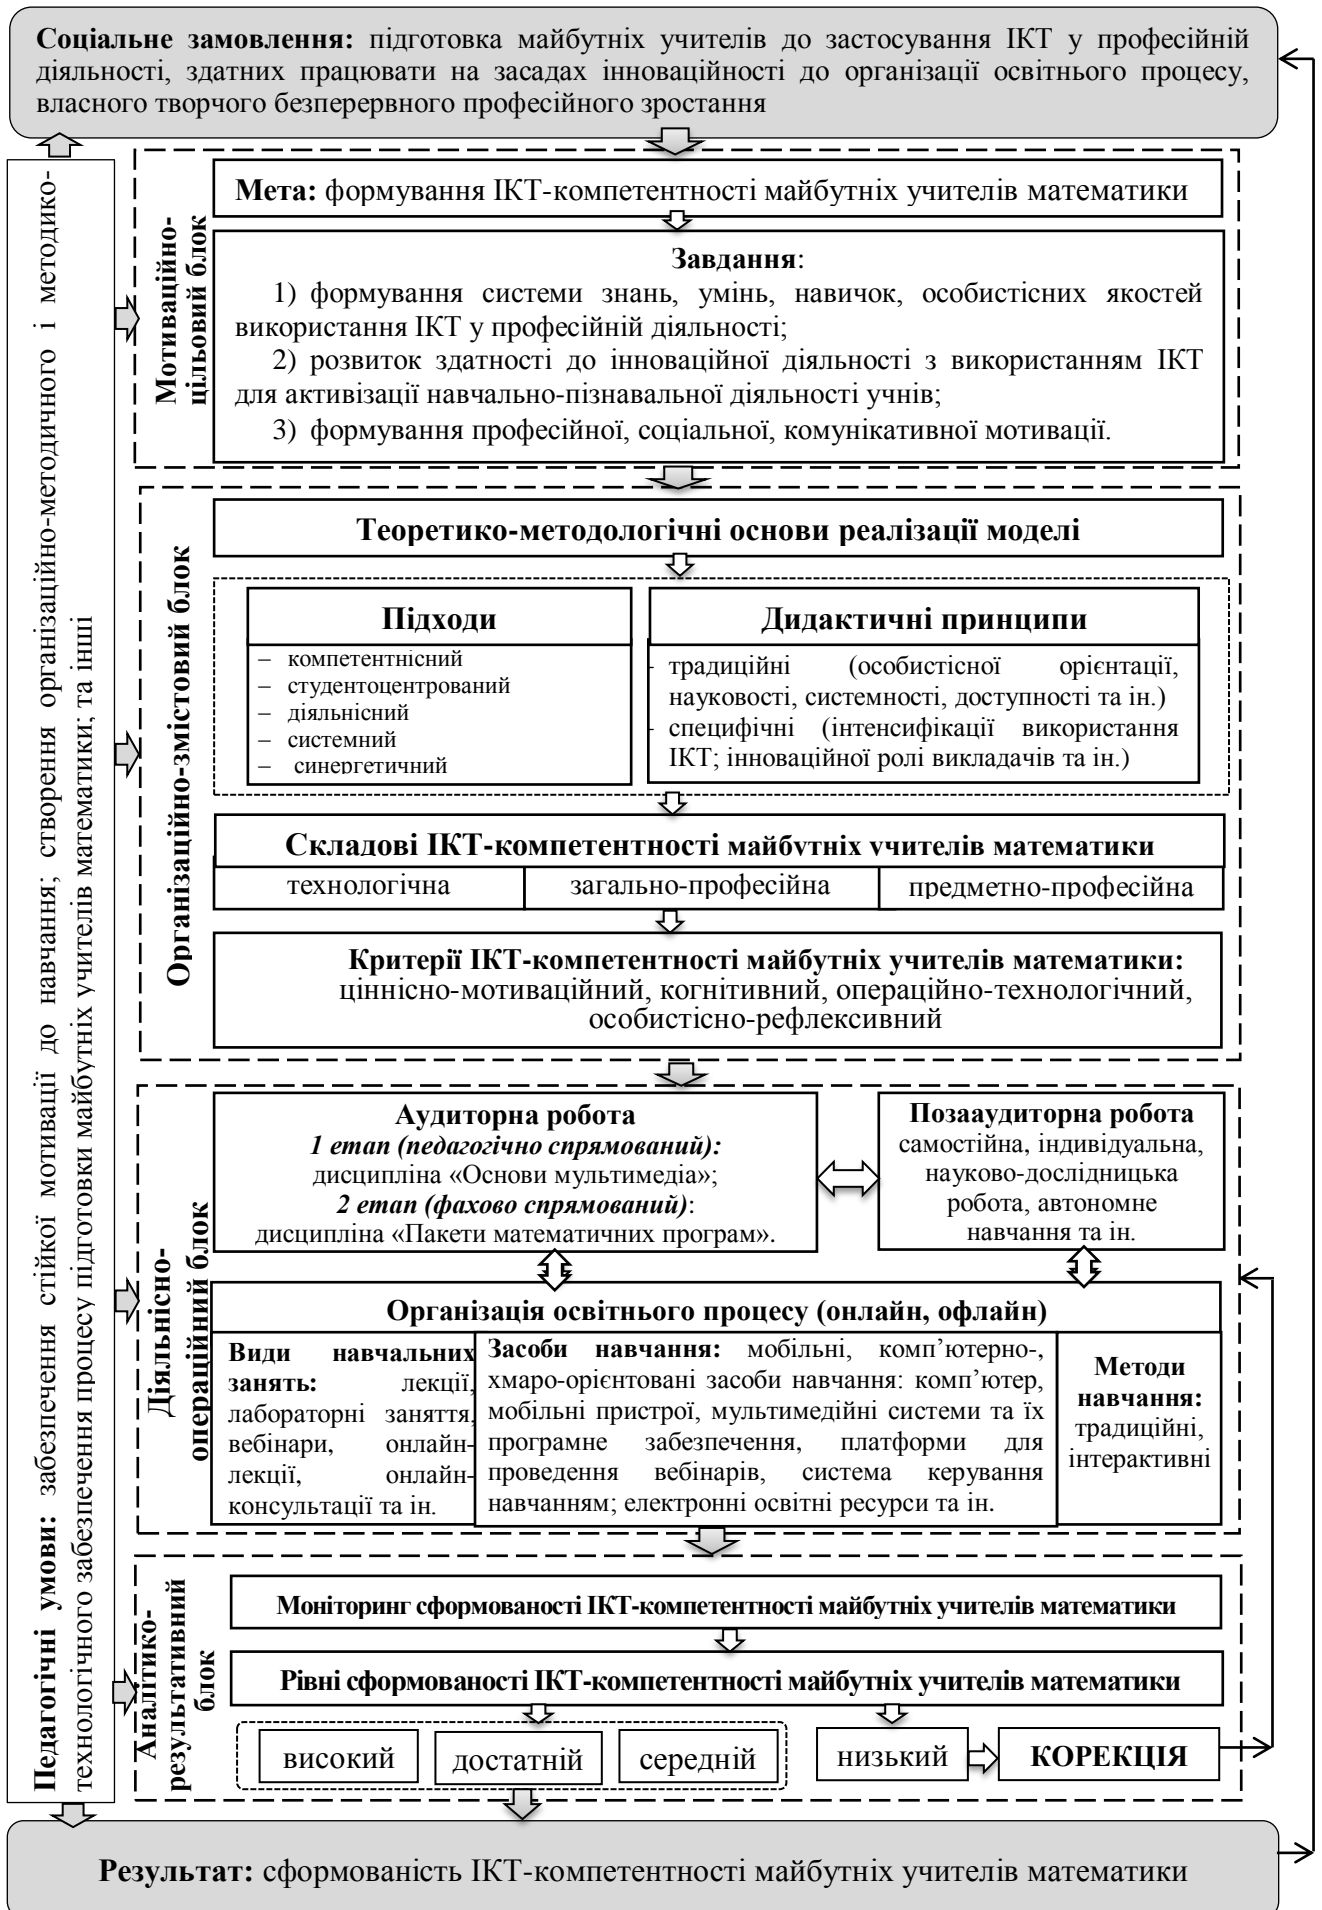 Соціальне замовлення: підготовка майбутніх учителів до застосування ІКТ у професійній
діяльності, здатних працювати на засадах інноваційності до організації освітнього процесу,
власного творчого безперервного професійного зростання
Педагогічні умови: забезпечення стійкої мотивації до навчання; створення організаційно-методичного і методико-
технологічного забезпечення процесу підготовки майбутніх учителів математики; та інші
Мотиваційно-
цільовий блок
Мета: формування ІКТ-компетентності майбутніх учителів математики
Завдання:
1) формування системи знань, умінь, навичок, особистісних якостей
використання ІКТ у професійній діяльності;
2) розвиток здатності до інноваційної діяльності з використанням ІКТ
для активізації навчально-пізнавальної діяльності учнів;
3) формування професійної, соціальної, комунікативної мотивації.
Організаційно-змістовий блок
Теоретико-методологічні основи реалізації моделі
Підходи
– компетентнісний
– студентоцентрований
– діяльнісний
– системний
– синергетичний
Дидактичні принципи
- традиційні (особистісної орієнтації,
науковості, системності, доступності та ін.)
- специфічні (інтенсифікації використання
ІКТ; інноваційної ролі викладачів та ін.)
Складові ІКТ-компетентності майбутніх учителів математики
технологічна
загально-професійна
предметно-професійна
Критерії ІКТ-компетентності майбутніх учителів математики:
ціннісно-мотиваційний, когнітивний, операційно-технологічний,
особистісно-рефлексивний
Діяльнісно-
операційний блок
Аудиторна робота
1 етап (педагогічно спрямований):
дисципліна «Основи мультимедіа»;
2 етап (фахово спрямований):
дисципліна «Пакети математичних програм».
Позааудиторна робота
самостійна, індивідуальна,
науково-дослідницька
робота, автономне
навчання та ін.
Організація освітнього процесу (онлайн, офлайн)
Види навчальних
занять: лекції,
лабораторні заняття,
вебінари, онлайн-
лекції, онлайн-
консультації та ін.
Засоби навчання: мобільні, комп’ютерно-,
хмаро-орієнтовані засоби навчання: комп’ютер,
мобільні пристрої, мультимедійні системи та їх
програмне забезпечення, платформи для
проведення вебінарів, система керування
навчанням; електронні освітні ресурси та ін.
Методи
навчання:
традиційні,
інтерактивні
Аналітико-
результативний
блок
Моніторинг сформованості ІКТ-компетентності майбутніх учителів математики
Рівні сформованості ІКТ-компетентності майбутніх учителів математики
високий
достатній
середній
низький
КОРЕКЦІЯ
Результат: сформованість ІКТ-компетентності майбутніх учителів математики